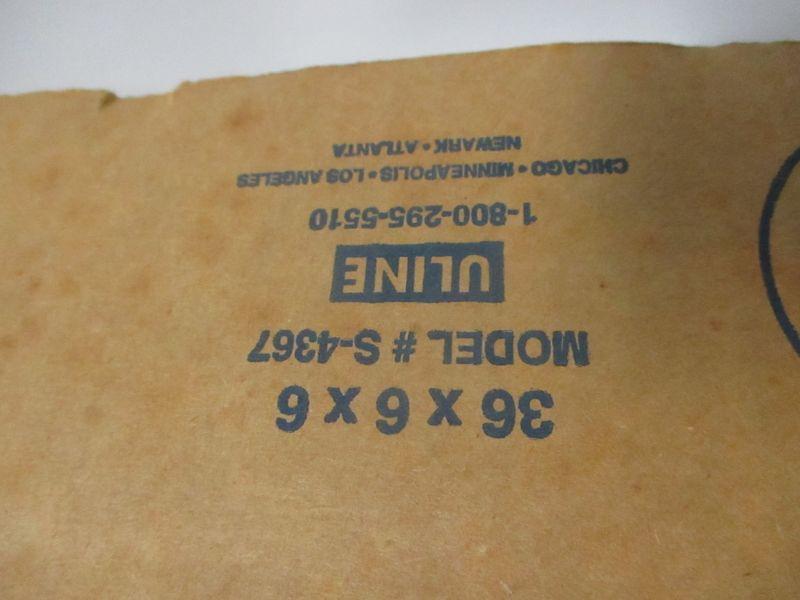 36 x 6 x 6
MODEL # S-4367
ULINE
1-800-295-5510
CHICAGO • MINNEAPOLIS • LOS ANGELES
NEWARK • ATLANTA